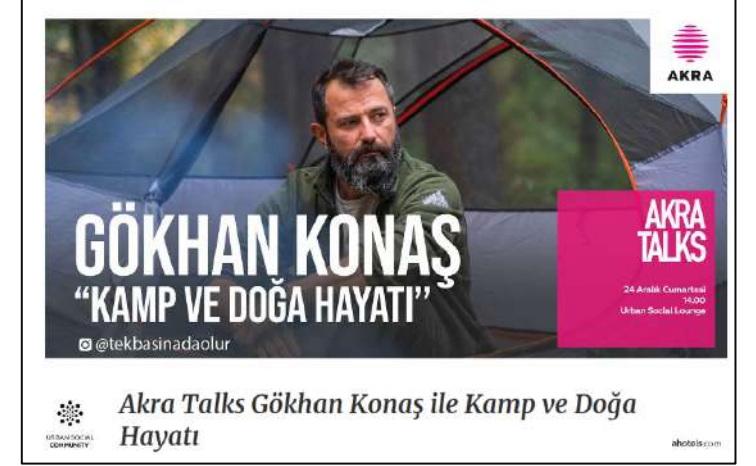 AKRA
GÖKHAN KONAŞ
“KAMP VE DOĞA HAYATI”
@tekbasinadaolur
AKRA
TALKS
24 Aralık Cumartesi
14.00
Urban Social Lounge
Akra Talks Gökhan Konaş ile Kamp ve Doğa
Hayatı
URBAN SOCIAL
COMMUNITY
ahotels.com